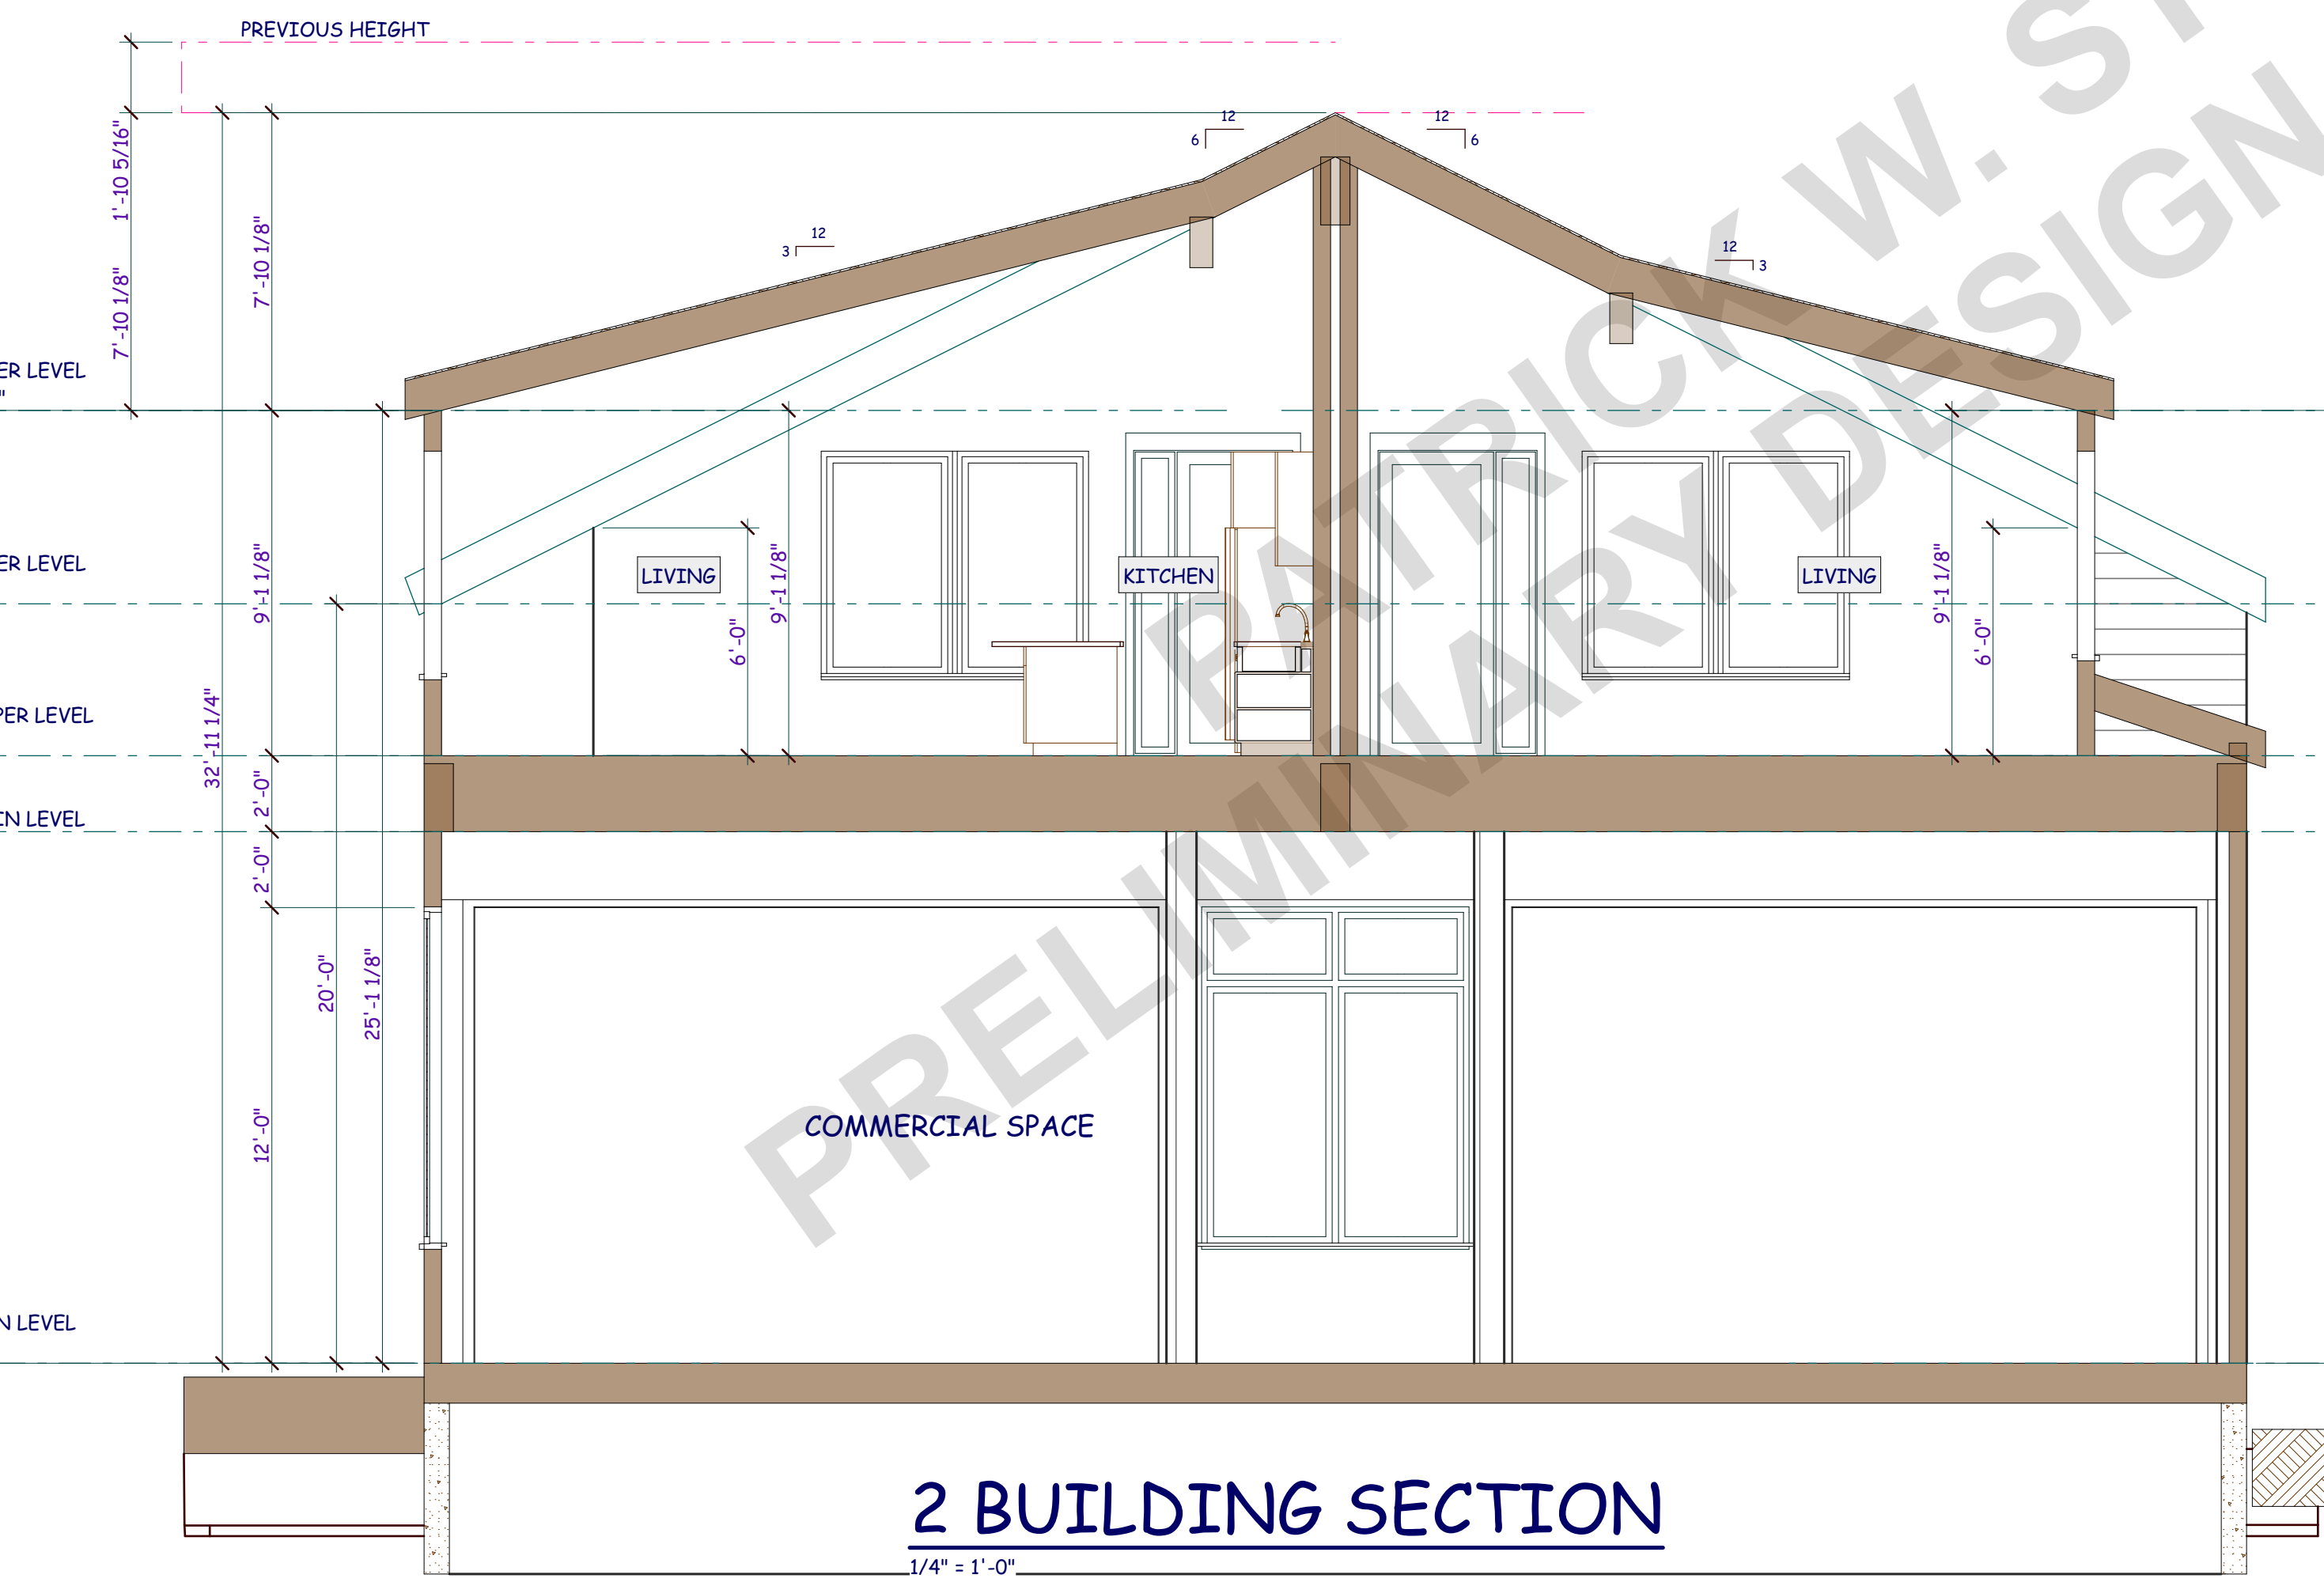 PREVIOUS HEIGHT
12
6
12
6
12
3
12
3
1'-10 5/16"
7'-10 1/8"
7'-10 1/8"
ER LEVEL
"
ER LEVEL
PER LEVEL
IN LEVEL
N LEVEL
9'-1 1/8"
2'-0"
2'-0"
12'-0"
32'-11 1/4"
20'-0"
25'-1 1/8"
LIVING
6'-0"
9'-1 1/8"
KITCHEN
LIVING
9'-1 1/8"
6'-0"
COMMERCIAL SPACE
PATRICK W. ST
PRELIMINARY DESIGN
2 BUILDING SECTION
1/4" = 1'-0"